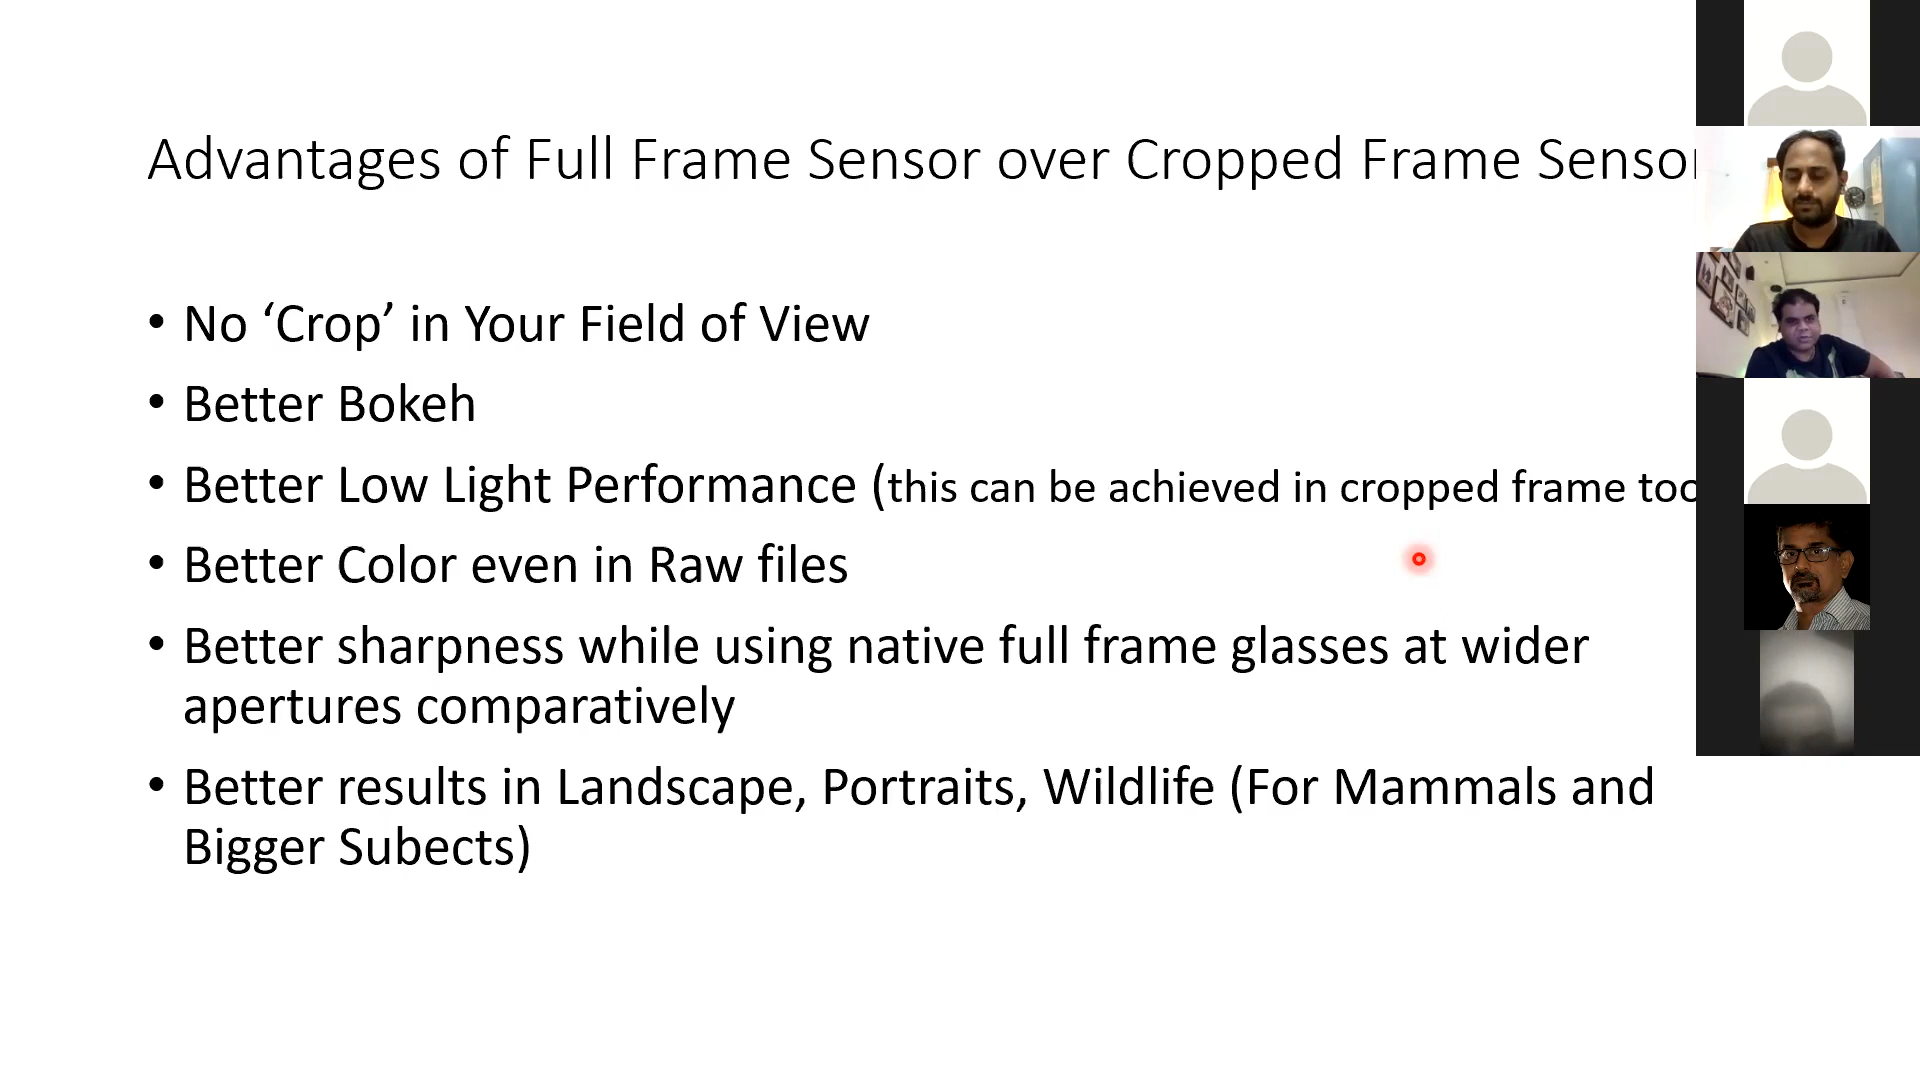 Advantages of Full Frame Sensor over Cropped Frame Sensor
• No ‘Crop’ in Your Field of View
• Better Bokeh
• Better Low Light Performance (this can be achieved in cropped frame too
• Better Color even in Raw files
• Better sharpness while using native full frame glasses at wider
apertures comparatively
• Better results in Landscape, Portraits, Wildlife (For Mammals and
Bigger Subects)